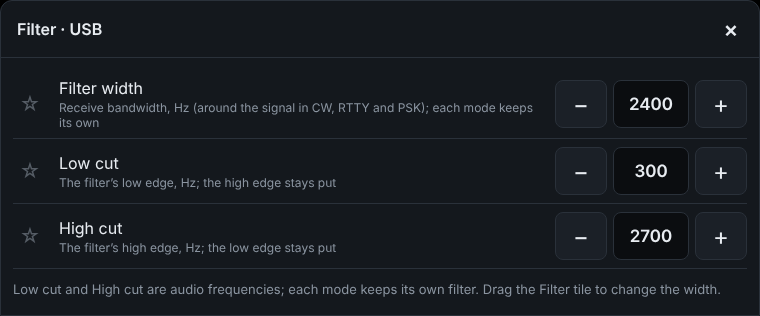 Filter · USB
×
Filter width
Receive bandwidth, Hz (around the signal in CW, RTTY and PSK); each mode keeps
its own
− 2400 +
Low cut
The filter's low edge, Hz; the high edge stays put
− 300 +
High cut
The filter's high edge, Hz; the low edge stays put
− 2700 +
Low cut and High cut are audio frequencies; each mode keeps its own filter. Drag the Filter tile to change the width.